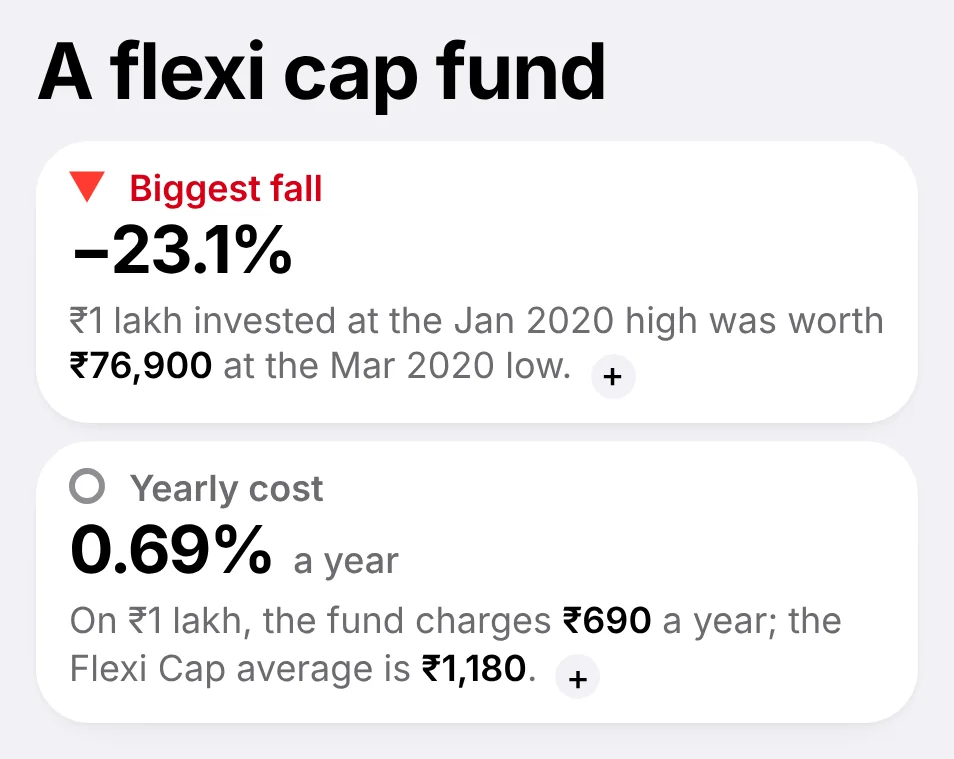 A flexi cap fund
Biggest fall
−23.1%
₹1 lakh invested at the Jan 2020 high was worth
₹76,900 at the Mar 2020 low. +
Yearly cost
0.69% a year
On ₹1 lakh, the fund charges ₹690 a year; the
Flexi Cap average is ₹1,180. +